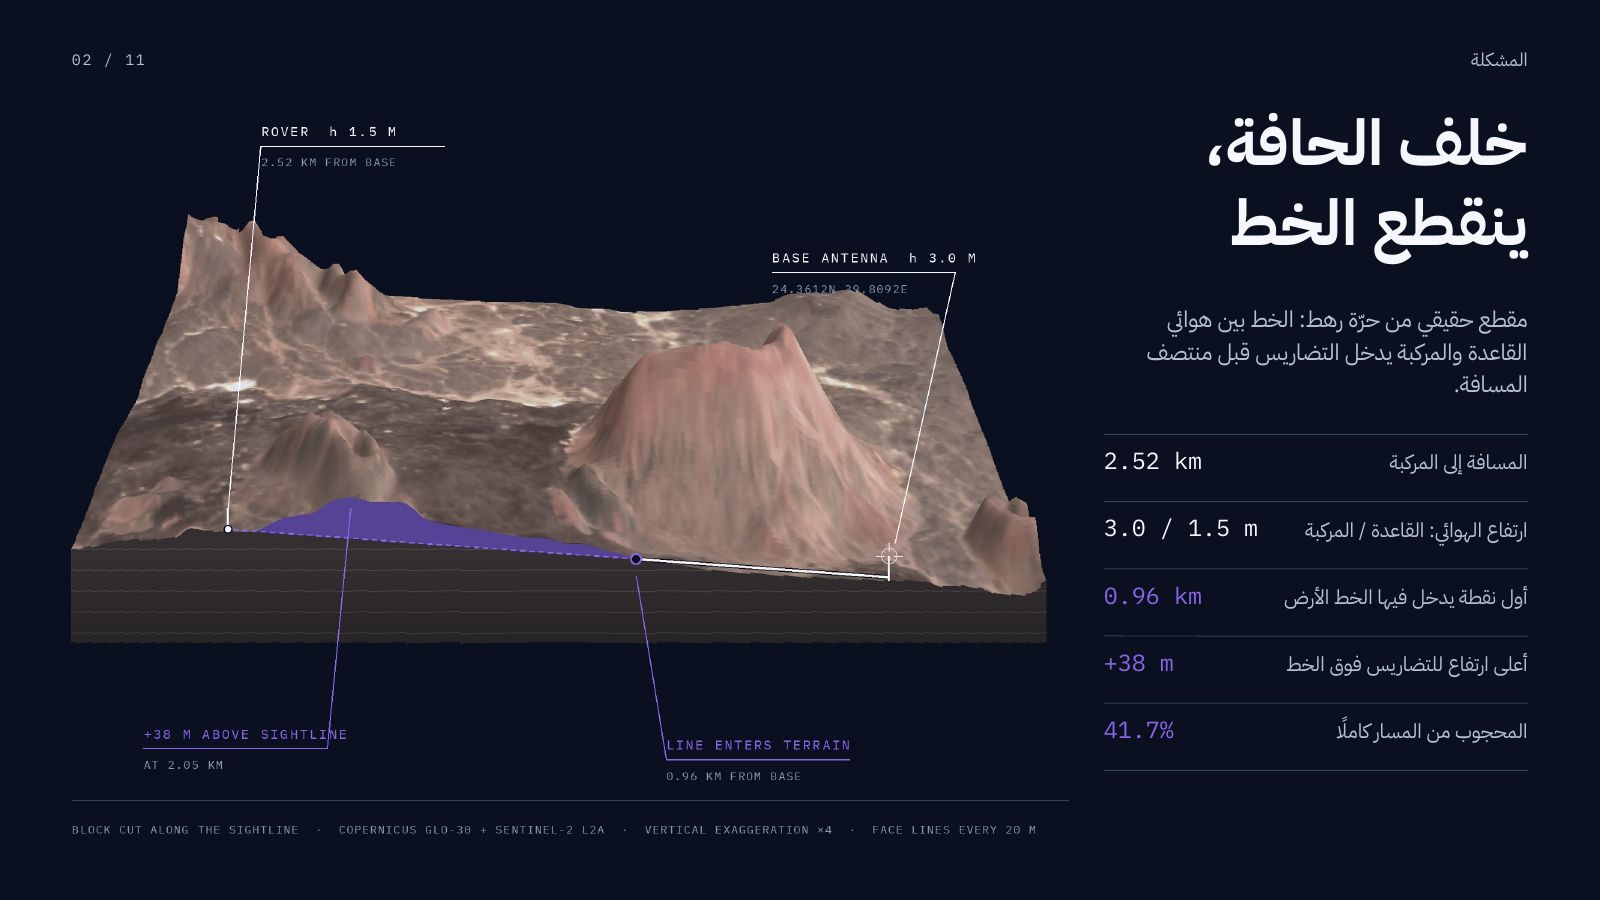 02 / 11
المشكلة
خلف الحافة،
ينقطع الخط
مقطع حقيقي من حرّة رهط: الخط بين هوائي
القاعدة والمركبة يدخل التضاريس قبل منتصف
المسافة.
المسافة إلى المركبة 2.52 km
ارتفاع الهوائي: القاعدة / المركبة 3.0 / 1.5 m
أول نقطة يدخل فيها الخط الأرض 0.96 km
أعلى ارتفاع للتضاريس فوق الخط +38 m
المحجوب من المسار كاملًا 41.7%
ROVER h 1.5 M
2.52 KM FROM BASE
BASE ANTENNA h 3.0 M
24.3612N 39.8092E
+38 M ABOVE SIGHTLINE
AT 2.05 KM
LINE ENTERS TERRAIN
0.96 KM FROM BASE
BLOCK CUT ALONG THE SIGHTLINE · COPERNICUS GLO-30 + SENTINEL-2 L2A · VERTICAL EXAGGERATION ×4 · FACE LINES EVERY 20 M